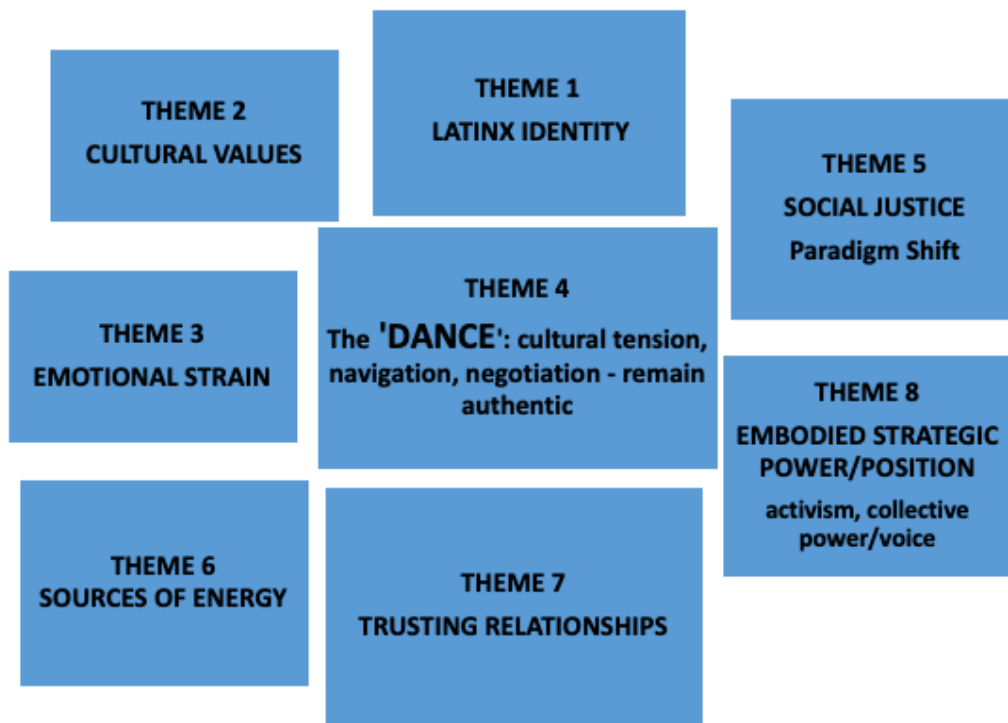 THEME 1
LATINX IDENTITY
THEME 2
CULTURAL VALUES
THEME 5
SOCIAL JUSTICE
Paradigm Shift
THEME 4
The 'DANCE': cultural tension,
navigation, negotiation - remain
authentic
THEME 3
EMOTIONAL STRAIN
THEME 8
EMBODIED STRATEGIC
POWER/POSITION
activism, collective
power/voice
THEME 6
SOURCES OF ENERGY
THEME 7
TRUSTING RELATIONSHIPS